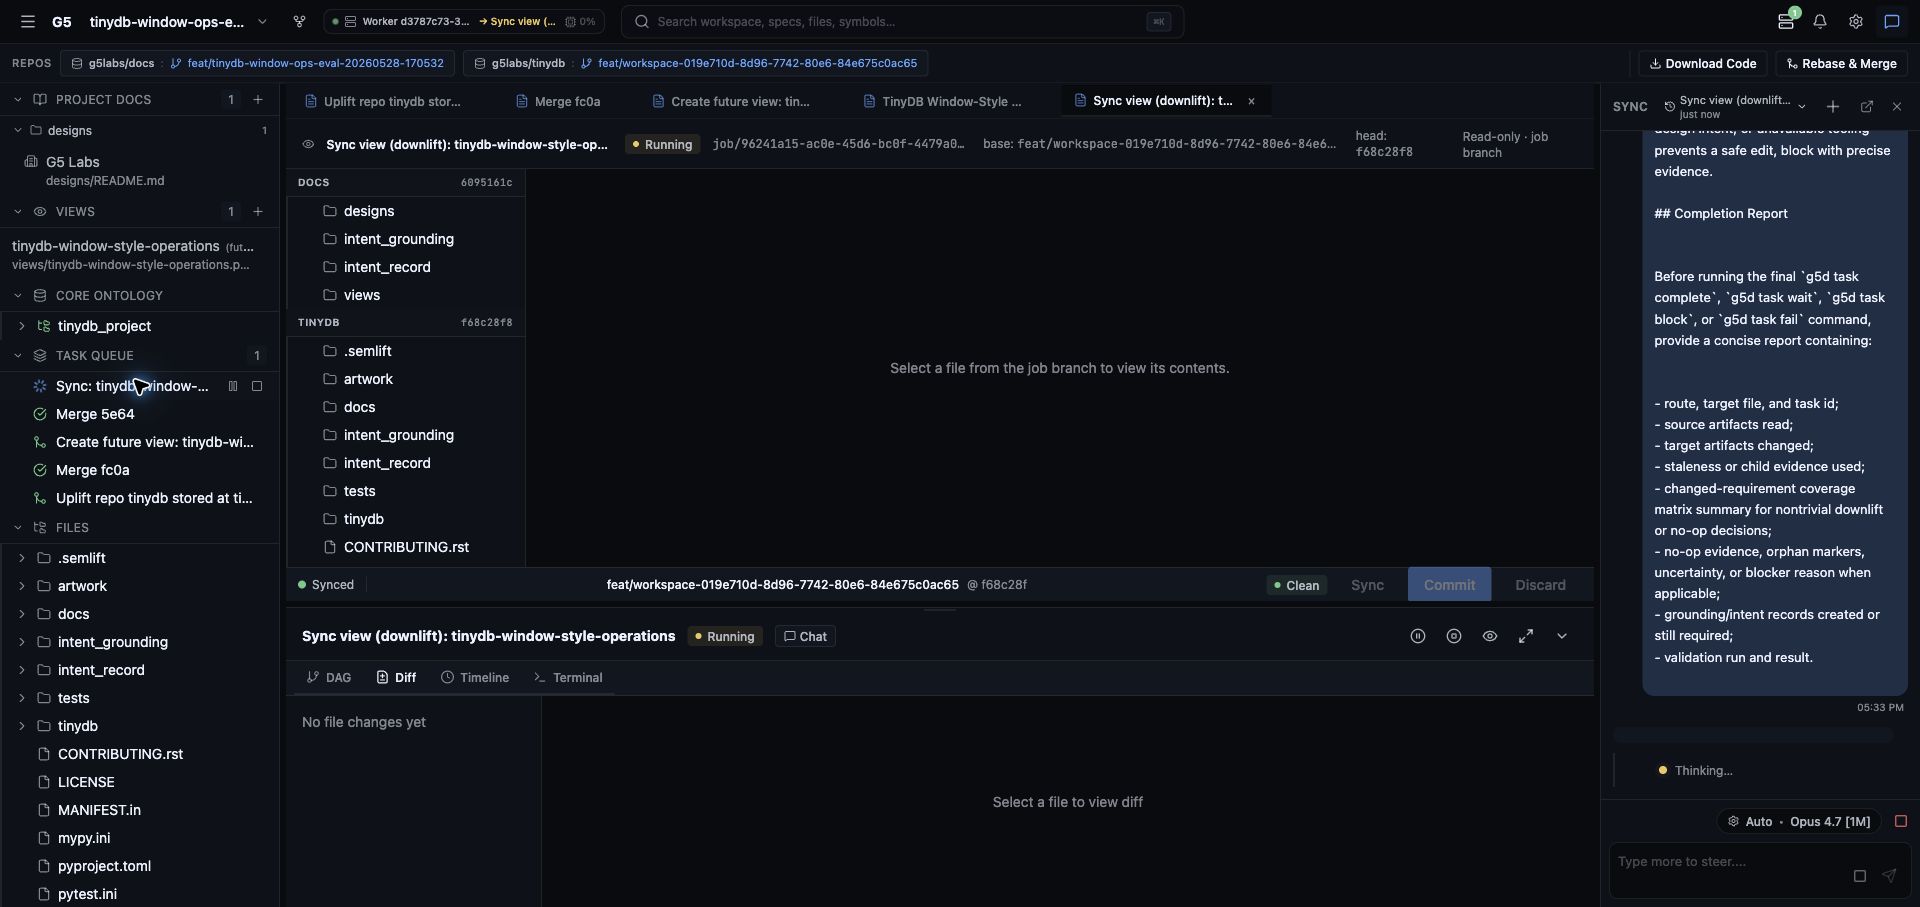 G5 tinydb-window-ops-e... Worker d3787c73-3... → Sync view (... 0% Search workspace, specs, files, symbols... ⌘K 1
REPOS g5labs/docs : feat/tinydb-window-ops-eval-20260528-170532 g5labs/tinydb : feat/workspace-019e710d-8d96-7742-80e6-84e675c0ac65 Download Code Rebase & Merge
PROJECT DOCS 1 +
designs 1
G5 Labs
designs/README.md
VIEWS 1 +
tinydb-window-style-operations (fut...
views/tinydb-window-style-operations.p...
CORE ONTOLOGY
tinydb_project
TASK QUEUE 1
Sync: tinydb-window-...
Merge 5e64
Create future view: tinydb-wi...
Merge fc0a
Uplift repo tinydb stored at ti...
FILES
.semlift
artwork
docs
intent_grounding
intent_record
tests
tinydb
CONTRIBUTING.rst
LICENSE
MANIFEST.in
mypy.ini
pyproject.toml
pytest.ini
Uplift repo tinydb stor... Merge fc0a Create future view: tin... TinyDB Window-Style ... Sync view (downlift): t... ×
Sync view (downlift): tinydb-window-style-op... Running job/96241a15-ac0e-45d6-bc0f-4479a0... base: feat/workspace-019e710d-8d96-7742-80e6-84e6... head: f68c28f8 Read-only · job branch
DOCS 6095161c
designs
intent_grounding
intent_record
views
TINYDB f68c28f8
.semlift
artwork
docs
intent_grounding
intent_record
tests
tinydb
CONTRIBUTING.rst
Select a file from the job branch to view its contents.
Synced feat/workspace-019e710d-8d96-7742-80e6-84e675c0ac65 @ f68c28f Clean Sync Commit Discard
Sync view (downlift): tinydb-window-style-operations Running Chat
DAG Diff Timeline Terminal
No file changes yet
Select a file to view diff
SYNC Sync view (downlift... just now
design intent, or unavailable tooling
prevents a safe edit, block with precise
evidence.
## Completion Report
Before running the final `g5d task
complete`, `g5d task wait`, `g5d task
block`, or `g5d task fail` command,
provide a concise report containing:
- route, target file, and task id;
- source artifacts read;
- target artifacts changed;
- staleness or child evidence used;
- changed-requirement coverage
matrix summary for nontrivial downlift
or no-op decisions;
- no-op evidence, orphan markers,
uncertainty, or blocker reason when
applicable;
- grounding/intent records created or
still required;
- validation run and result.
05:33 PM
Thinking...
Auto • Opus 4.7 [1M]
Type more to steer....